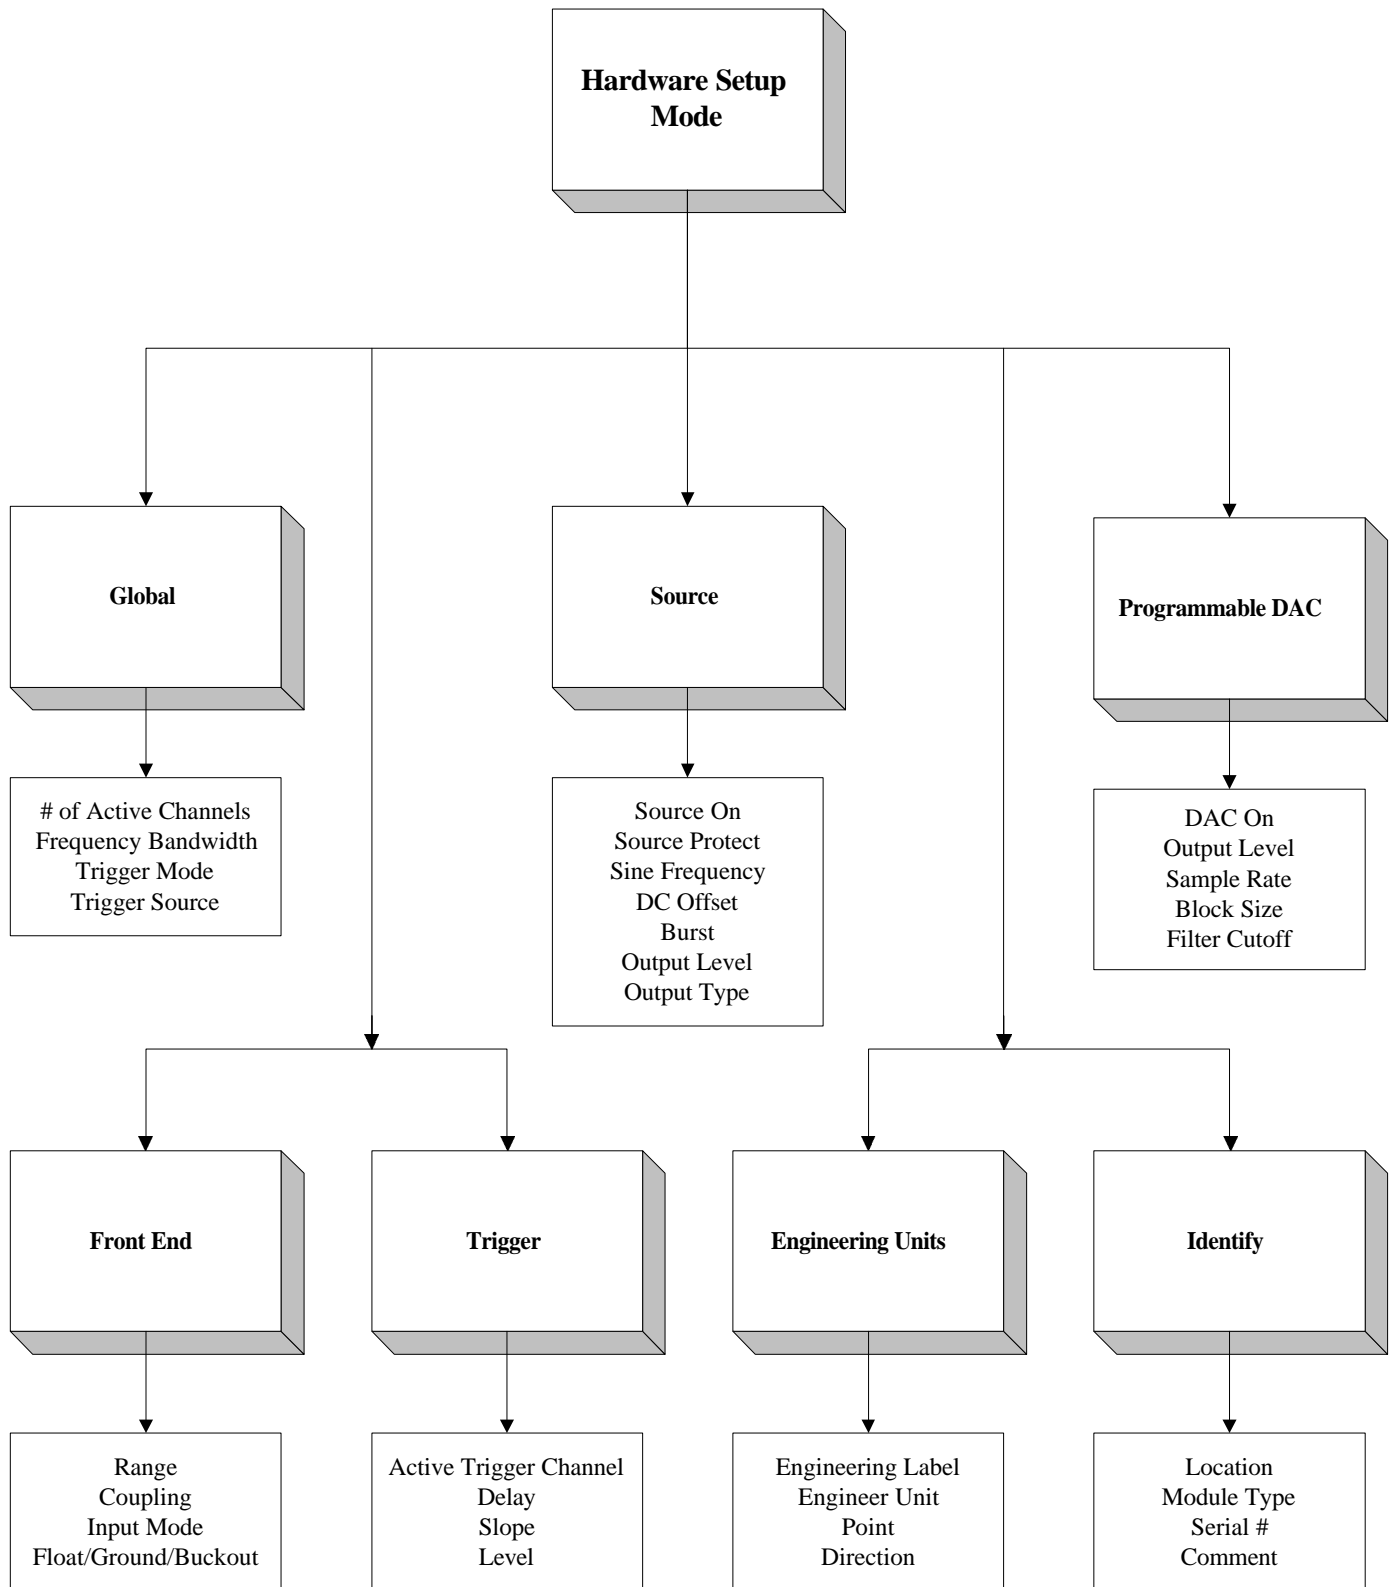 Hardware Setup
Mode
Global
Source
Programmable DAC
# of Active Channels
Frequency Bandwidth
Trigger Mode
Trigger Source
Source On
Source Protect
Sine Frequency
DC Offset
Burst
Output Level
Output Type
DAC On
Output Level
Sample Rate
Block Size
Filter Cutoff
Front End
Trigger
Engineering Units
Identify
Range
Coupling
Input Mode
Float/Ground/Buckout
Active Trigger Channel
Delay
Slope
Level
Engineering Label
Engineer Unit
Point
Direction
Location
Module Type
Serial #
Comment